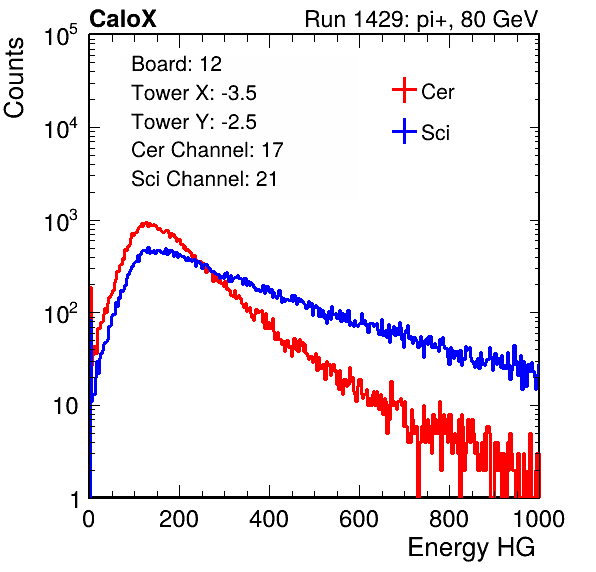 CaloX Run 1429: pi+, 80 GeV
Counts
10^5
10^4
10^3
10^2
10
1
Board: 12
Tower X: -3.5
Tower Y: -2.5
Cer Channel: 17
Sci Channel: 21
Cer
Sci
0 200 400 600 800 1000
Energy HG